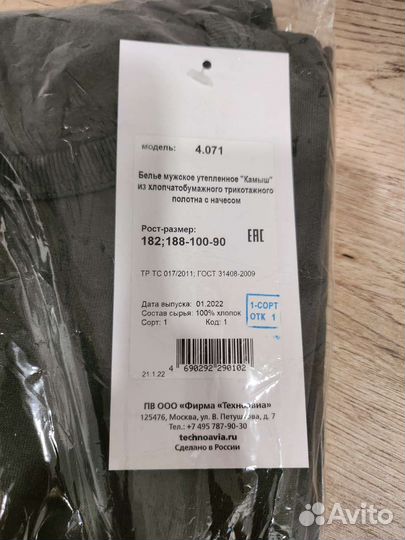 модель: 4.071
Белье мужское утепленное "Камыш"
из хлопчатобумажного трикотажного
полотна с начесом
Рост-размер:
182;188-100-90
EAC
ТР ТС 017/2011; ГОСТ 31408-2009
Дата выпуска: 01.2022
Состав сырья: 100% хлопок
Сорт: 1 Код: 1
1-СОРТ
ОТК 1
21.1.22
4 690292 290102
ПВ ООО «Фирма «Техноавиа»
125476, Москва, ул. В. Петушкова, д. 7
Тел.: +7 495 787-90-30
technoavia.ru
Сделано в России
Avito